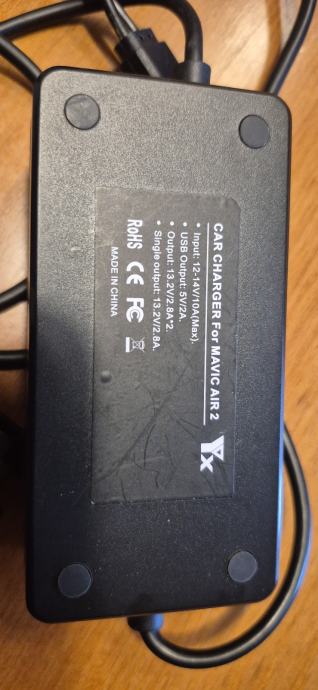 CAR CHARGER For MAVIC AIR 2
• Input: 12-14V/10A(Max).
• USB Output: 5V/2A.
• Output: 13.2V/2.8A*2.
• Single output: 13.2V/2.8A.
RoHS CE FC
MADE IN CHINA
YX